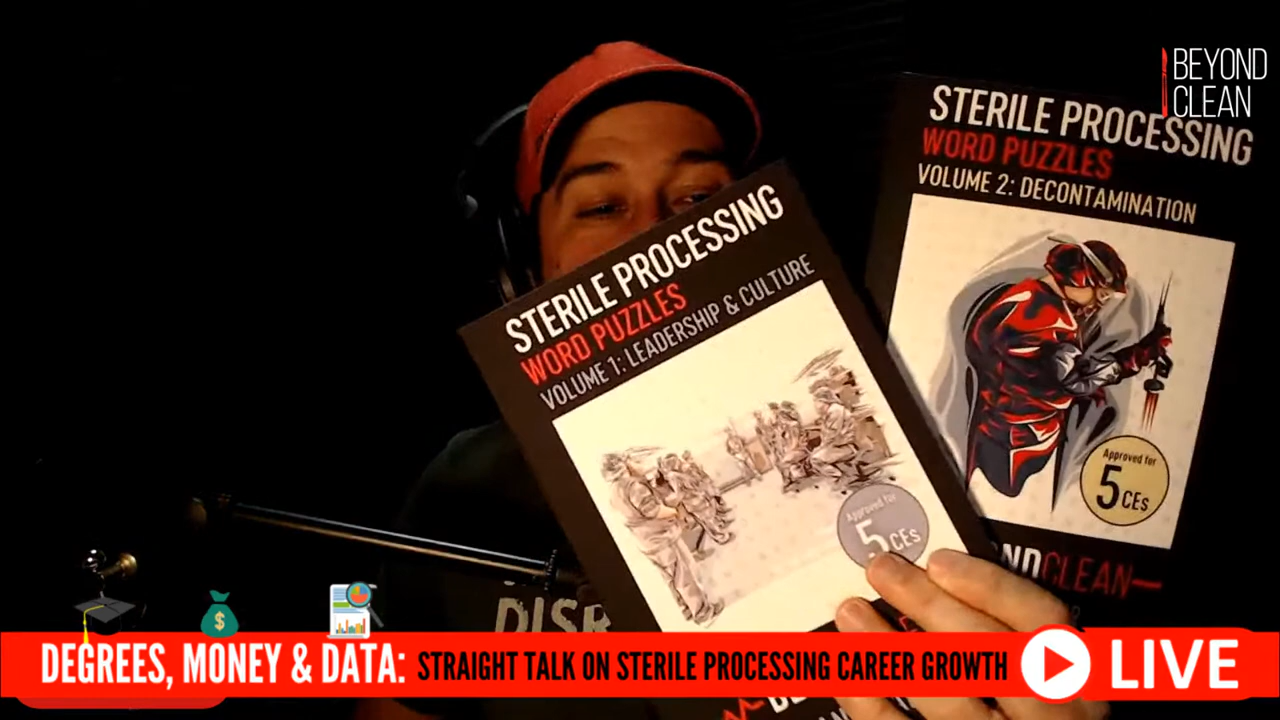 BEYOND
CLEAN
STERILE PROCESSING
WORD PUZZLES
VOLUME 2: DECONTAMINATION
Approved for
5 CEs
CLEAN
STERILE PROCESSING
WORD PUZZLES
VOLUME 1: LEADERSHIP & CULTURE
Approved for
5 CEs
$
DEGREES, MONEY & DATA: STRAIGHT TALK ON STERILE PROCESSING CAREER GROWTH LIVE